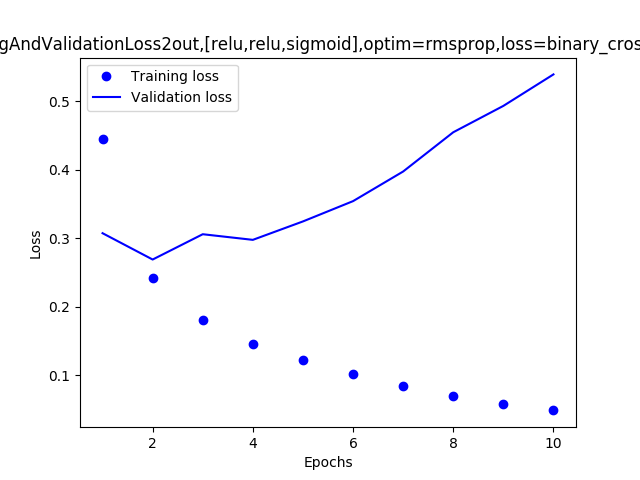 gAndValidationLoss2out,[relu,relu,sigmoid],optim=rmsprop,loss=binary_cros
Training loss
Validation loss
0.5
0.4
0.3
0.2
0.1
Loss
2 4 6 8 10
Epochs